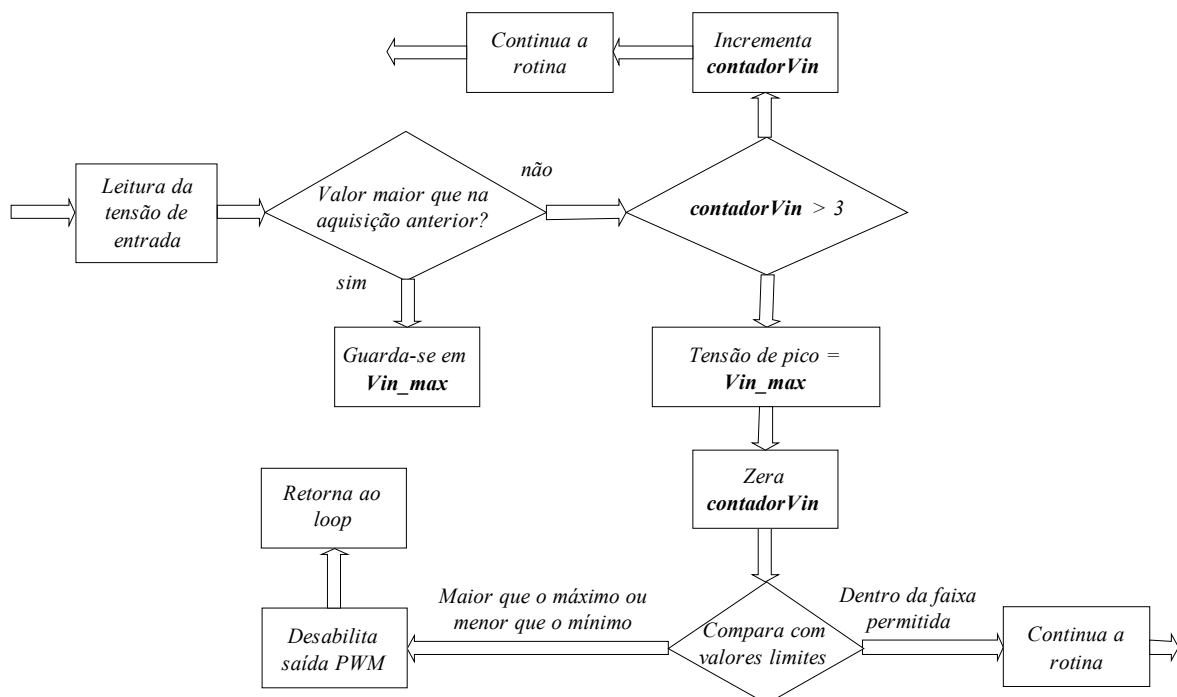 Continua a
rotina
Incrementa
contadorVin
não
Leitura da
tensão de
entrada
Valor maior que na
aquisição anterior?
contadorVin > 3
sim
Guarda-se em
Vin_max
Tensão de pico =
Vin_max
Retorna ao
loop
Zera
contadorVin
Maior que o máximo ou
menor que o mínimo
Dentro da faixa
permitida
Desabilita
saída PWM
Compara com
valores limites
Continua a
rotina